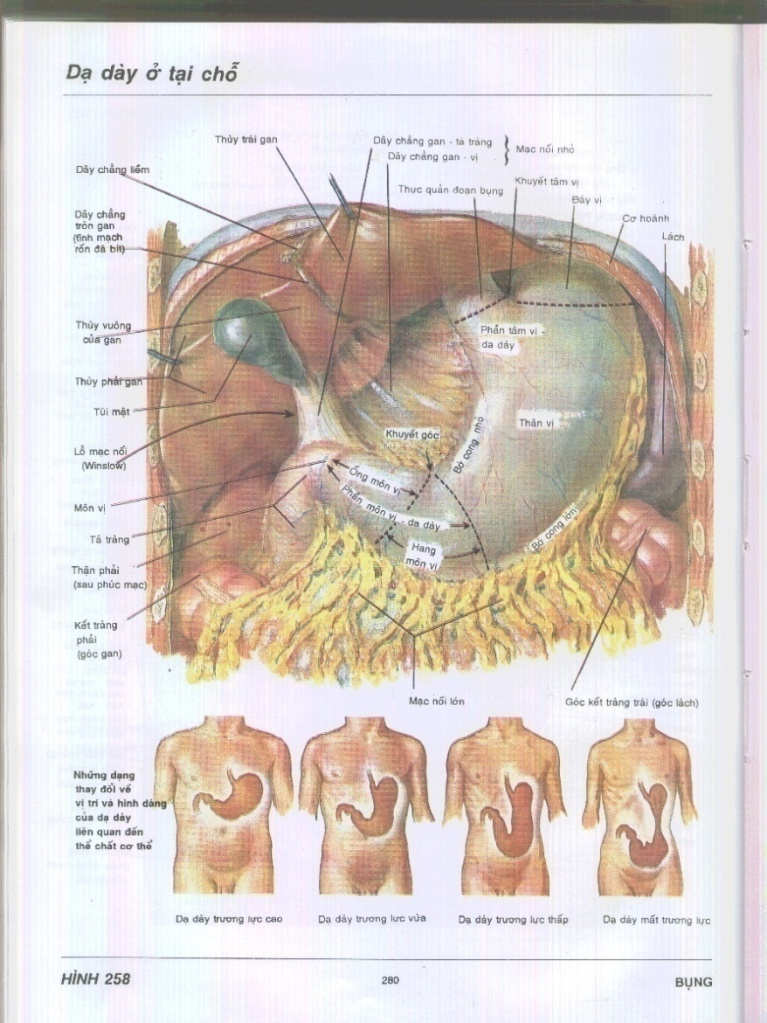 Dạ dày ở tại chỗ
Thùy trái gan
Dây chằng gan - tá tràng
Dây chằng gan - vị
Mạc nối nhỏ
Dây chằng liềm
Thực quản đoạn bụng
Khuyết tâm vị
Đáy vị
Cơ hoành
Lách
Dây chằng
tròn gan
(tĩnh mạch
rốn đã bít)
Phần tâm vị -
dạ dày
Thùy vuông
của gan
Thùy phải gan
Túi mật
Thân vị
Khuyết góc
Bờ cong nhỏ
Lỗ mạc nối
(Winslow)
Ống môn vị
Môn vị
Phần môn vị - dạ dày
Bờ cong lớn
Tá tràng
Hang
môn vị
Thận phải
(sau phúc mạc)
Kết tràng
phải
(góc gan)
Mạc nối lớn
Góc kết tràng trái (góc lách)
Những dạng
thay đổi về
vị trí và hình dáng
của dạ dày
liên quan đến
thể chất cơ thể
Dạ dày trương lực cao
Dạ dày trương lực vừa
Dạ dày trương lực thấp
Dạ dày mất trương lực
HÌNH 258
280
BỤNG